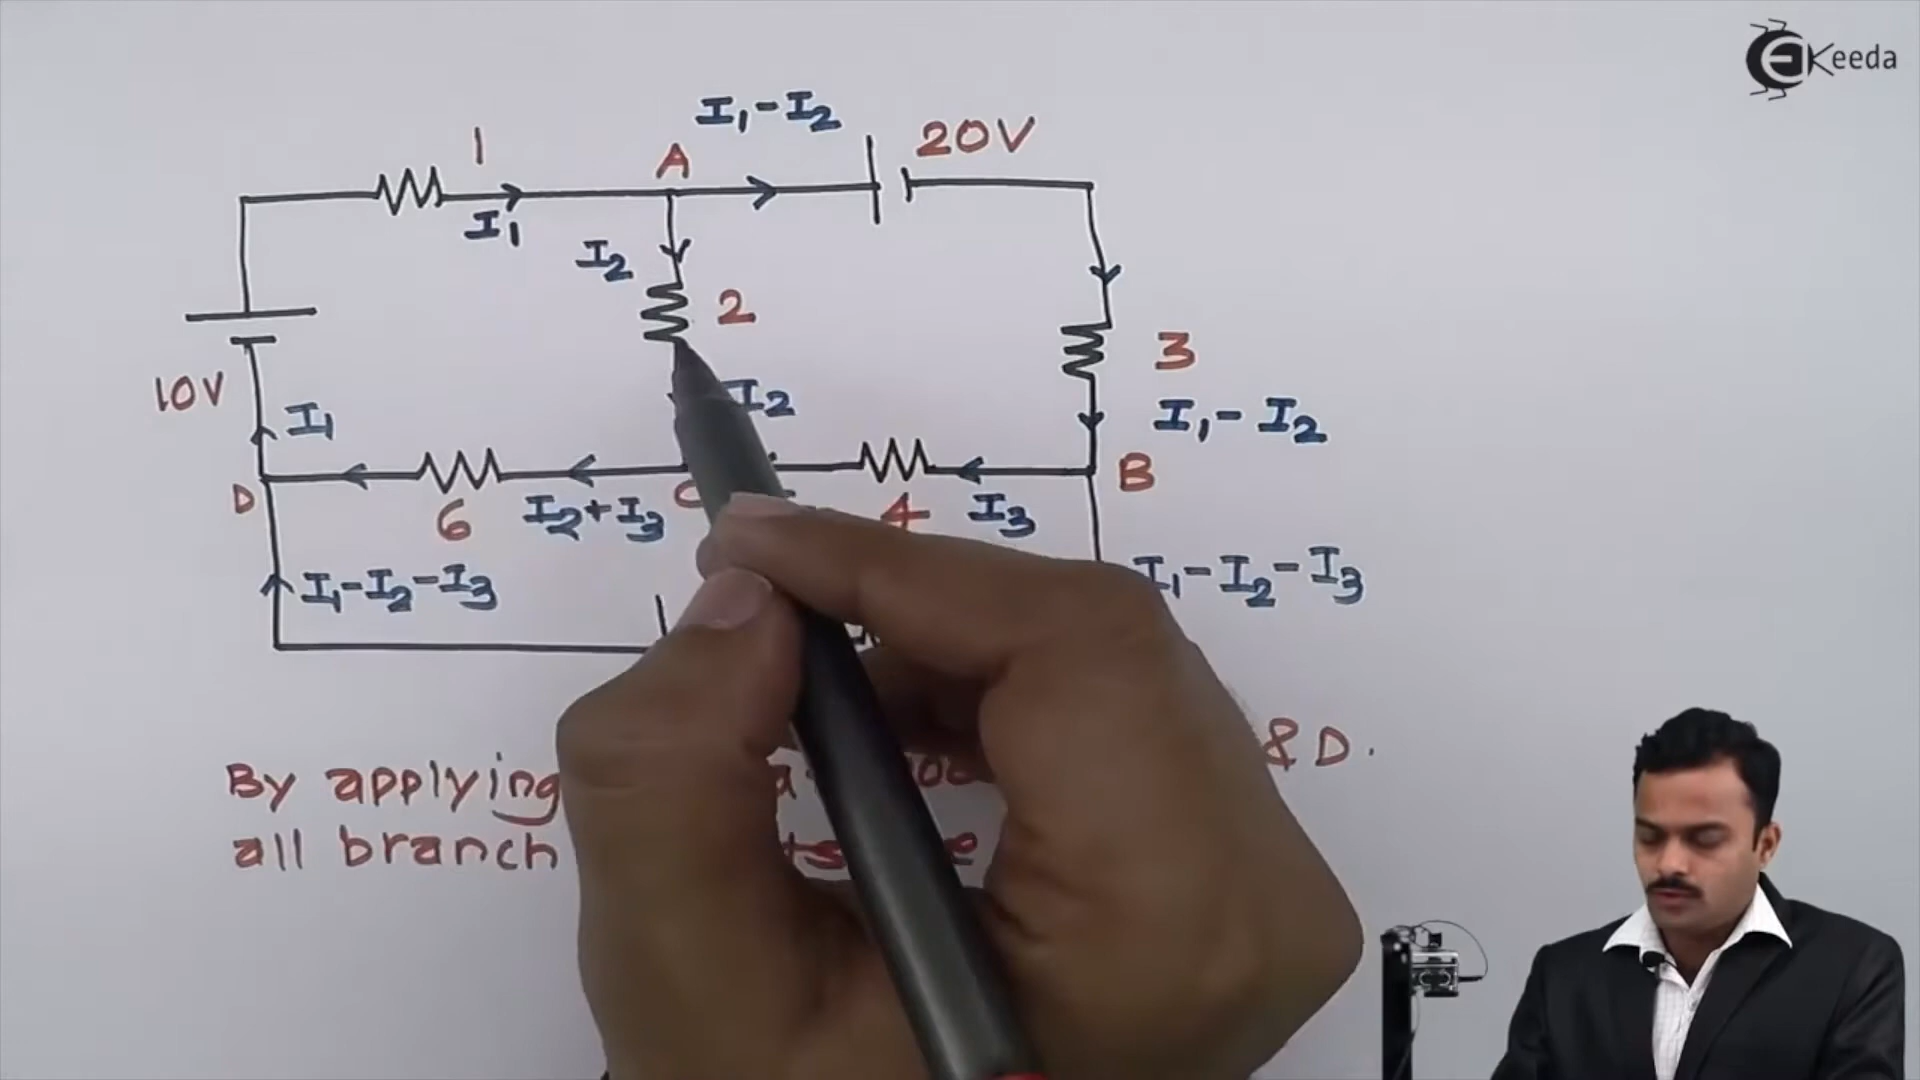 Keeda
I₁-I₂
20V
1
A
I₁
I₂
2
3
10V
I₁
I₂
I₁-I₂
D
6
I₂+I₃
C
4
I₃
B
I₁-I₂-I₃
I₁-I₂-I₃
& D.
By applying
all branch